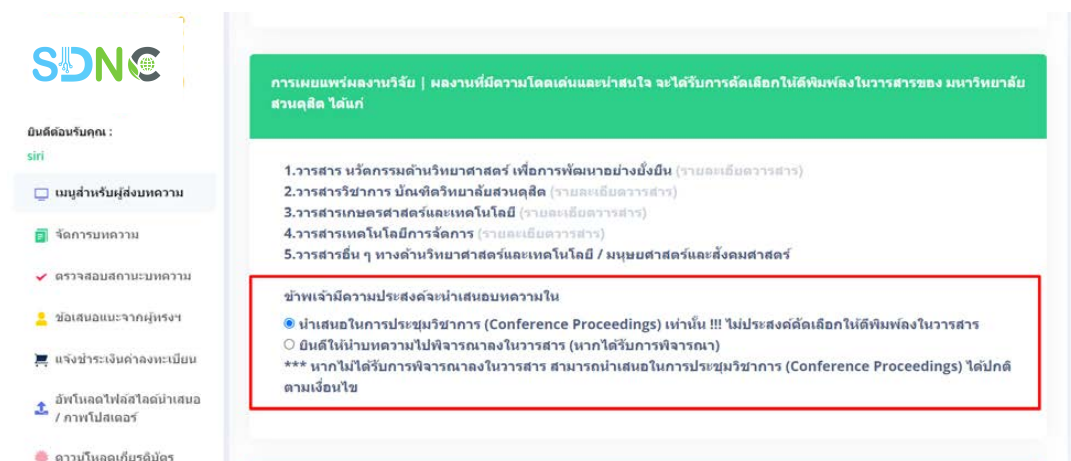 SDNC
ยินดีต้อนรับคุณ :
siri
เมนูสำหรับผู้ส่งบทความ
จัดการบทความ
ตรวจสอบสถานะบทความ
ข้อเสนอแนะจากผู้ทรงฯ
แจ้งชำระเงินค่าลงทะเบียน
อัพโหลดไฟล์สไลด์นำเสนอ
/ ภาพโปสเตอร์
ดาวน์โหลดเกียรติบัตร
การเผยแพร่ผลงานวิจัย | ผลงานที่มีความโดดเด่นและน่าสนใจ จะได้รับการคัดเลือกให้ตีพิมพ์ลงในวารสารของ มหาวิทยาลัย
สวนดุสิต ได้แก่
1.วารสาร นวัตกรรมด้านวิทยาศาสตร์ เพื่อการพัฒนาอย่างยั่งยืน (รายละเอียดวารสาร)
2.วารสารวิชาการ บัณฑิตวิทยาลัยสวนดุสิต (รายละเอียดวารสาร)
3.วารสารเกษตรศาสตร์และเทคโนโลยี (รายละเอียดวารสาร)
4.วารสารเทคโนโลยีการจัดการ (รายละเอียดวารสาร)
5.วารสารอื่น ๆ ทางด้านวิทยาศาสตร์และเทคโนโลยี / มนุษยศาสตร์และสังคมศาสตร์
ข้าพเจ้ามีความประสงค์จะนำเสนอบทความใน
นำเสนอในการประชุมวิชาการ (Conference Proceedings) เท่านั้น !!! ไม่ประสงค์คัดเลือกให้ตีพิมพ์ลงในวารสาร
ยินดีให้นำบทความไปพิจารณาลงในวารสาร (หากได้รับการพิจารณา)
*** หากไม่ได้รับการพิจารณาลงในวารสาร สามารถนำเสนอในการประชุมวิชาการ (Conference Proceedings) ได้ปกติ
ตามเงื่อนไข